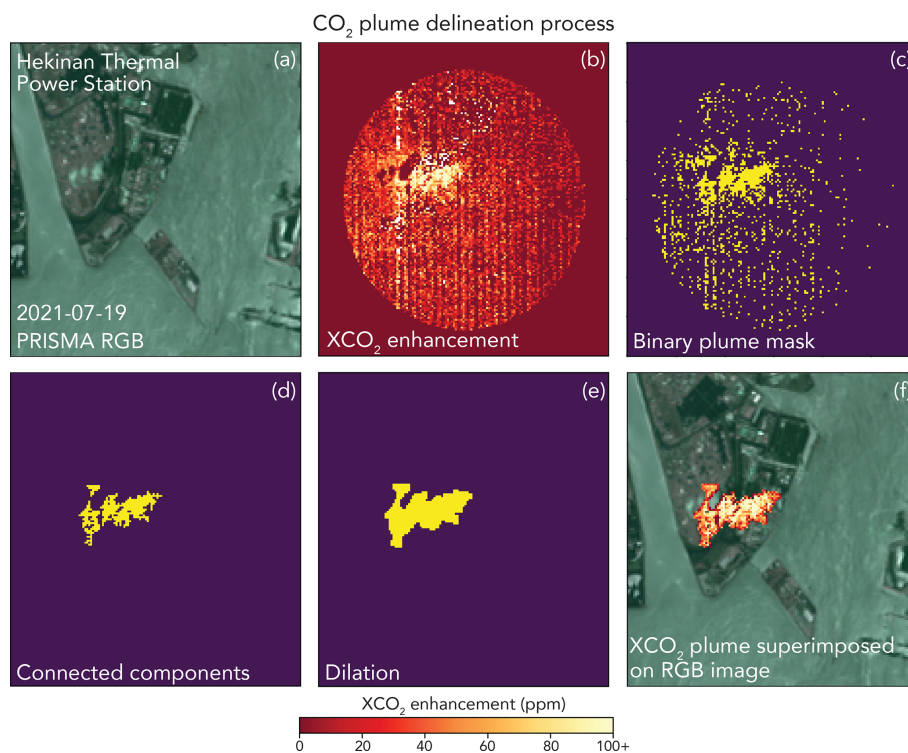 CO₂ plume delineation process
Hekinan Thermal
Power Station
(a)
2021-07-19
PRISMA RGB
(b)
XCO₂ enhancement
(c)
Binary plume mask
(d)
Connected components
(e)
Dilation
(f)
XCO₂ plume superimposed
on RGB image
XCO₂ enhancement (ppm)
0 20 40 60 80 100+